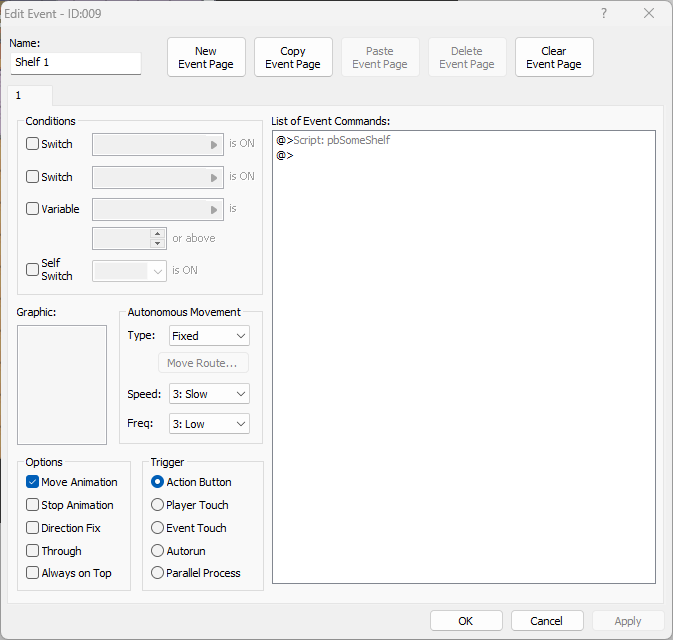 Edit Event - ID:009
?
Name:
Shelf 1
New
Event Page
Copy
Event Page
Paste
Event Page
Delete
Event Page
Clear
Event Page
1
Conditions
Switch
is ON
Switch
is ON
Variable
is
or above
Self
Switch
is ON
Graphic:
Autonomous Movement
Type:
Fixed
Move Route...
Speed:
3: Slow
Freq:
3: Low
Options
Move Animation
Stop Animation
Direction Fix
Through
Always on Top
Trigger
Action Button
Player Touch
Event Touch
Autorun
Parallel Process
List of Event Commands:
@>Script: pbSomeShelf
@>
OK
Cancel
Apply